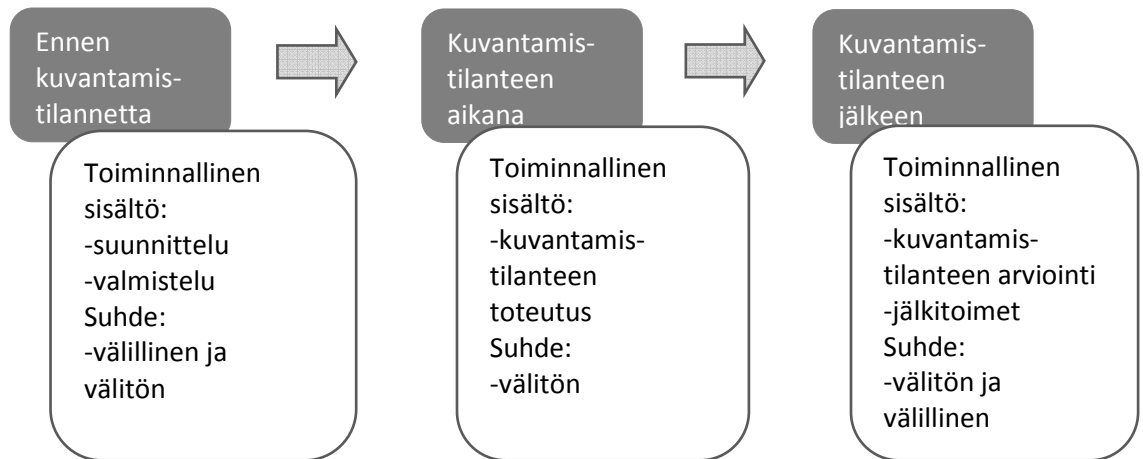 Ennen
kuvantamis-
tilannetta
Toiminnallinen
sisältö:
-suunnittelu
-valmistelu
Suhde:
-välillinen ja
välitön
Kuvantamis-
tilanteen
aikana
Toiminnallinen
sisältö:
-kuvantamis-
tilanteen
toteutus
Suhde:
-välitön
Kuvantamis-
tilanteen
jälkeen
Toiminnallinen
sisältö:
-kuvantamis-
tilanteen arviointi
-jälkitoimet
Suhde:
-välitön ja
välillinen